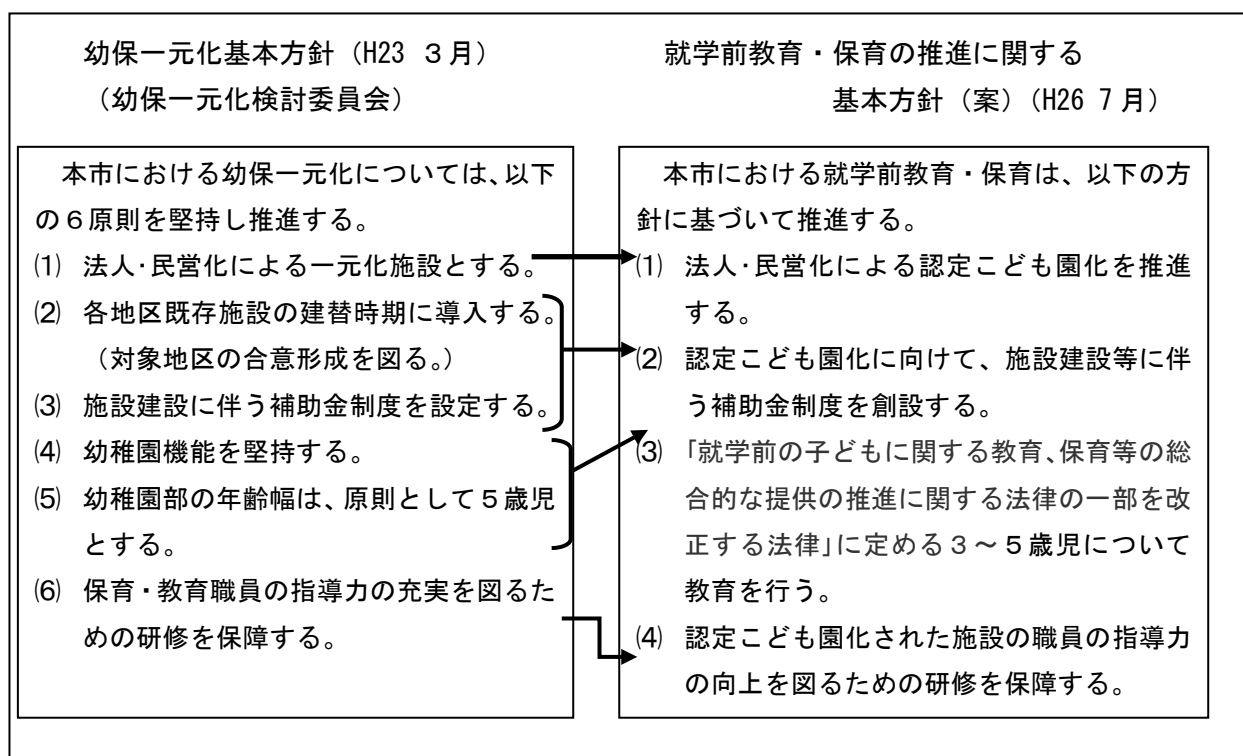 幼保一元化基本方針（H23 ３月）
（幼保一元化検討委員会）
本市における幼保一元化については、以下
の６原則を堅持し推進する。
⑴ 法人・民営化による一元化施設とする。
⑵ 各地区既存施設の建替時期に導入する。
（対象地区の合意形成を図る。）
⑶ 施設建設に伴う補助金制度を設定する。
⑷ 幼稚園機能を堅持する。
⑸ 幼稚園部の年齢幅は、原則として５歳児
とする。
⑹ 保育・教育職員の指導力の充実を図るた
めの研修を保障する。
就学前教育・保育の推進に関する
基本方針（案）（H26 ７月）
本市における就学前教育・保育は、以下の方
針に基づいて推進する。
⑴ 法人・民営化による認定こども園化を推進
する。
⑵ 認定こども園化に向けて、施設建設等に伴
う補助金制度を創設する。
⑶ 「就学前の子どもに関する教育、保育等の総
合的な提供の推進に関する法律の一部を改
正する法律」に定める３～５歳児について
教育を行う。
⑷ 認定こども園化された施設の職員の指導力
の向上を図るための研修を保障する。